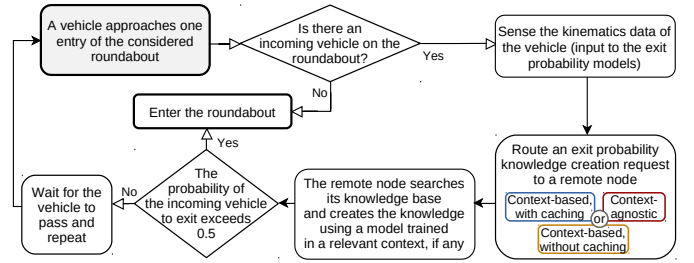 A vehicle approaches one
entry of the considered
roundabout
Is there an
incoming vehicle on the
roundabout?
Yes
Sense the kinematics data of
the vehicle (input to the exit
probability models)
No
Enter the roundabout
Yes
Route an exit probability
knowledge creation request
to a remote node
Context-based,
with caching
or
Context-
agnostic
Context-based,
without caching
The remote node searches
its knowledge base
and creates the knowledge
using a model trained
in a relevant context, if any
The
probability of
the incoming vehicle
to exit exceeds
0.5
No
Wait for the
vehicle to
pass and
repeat